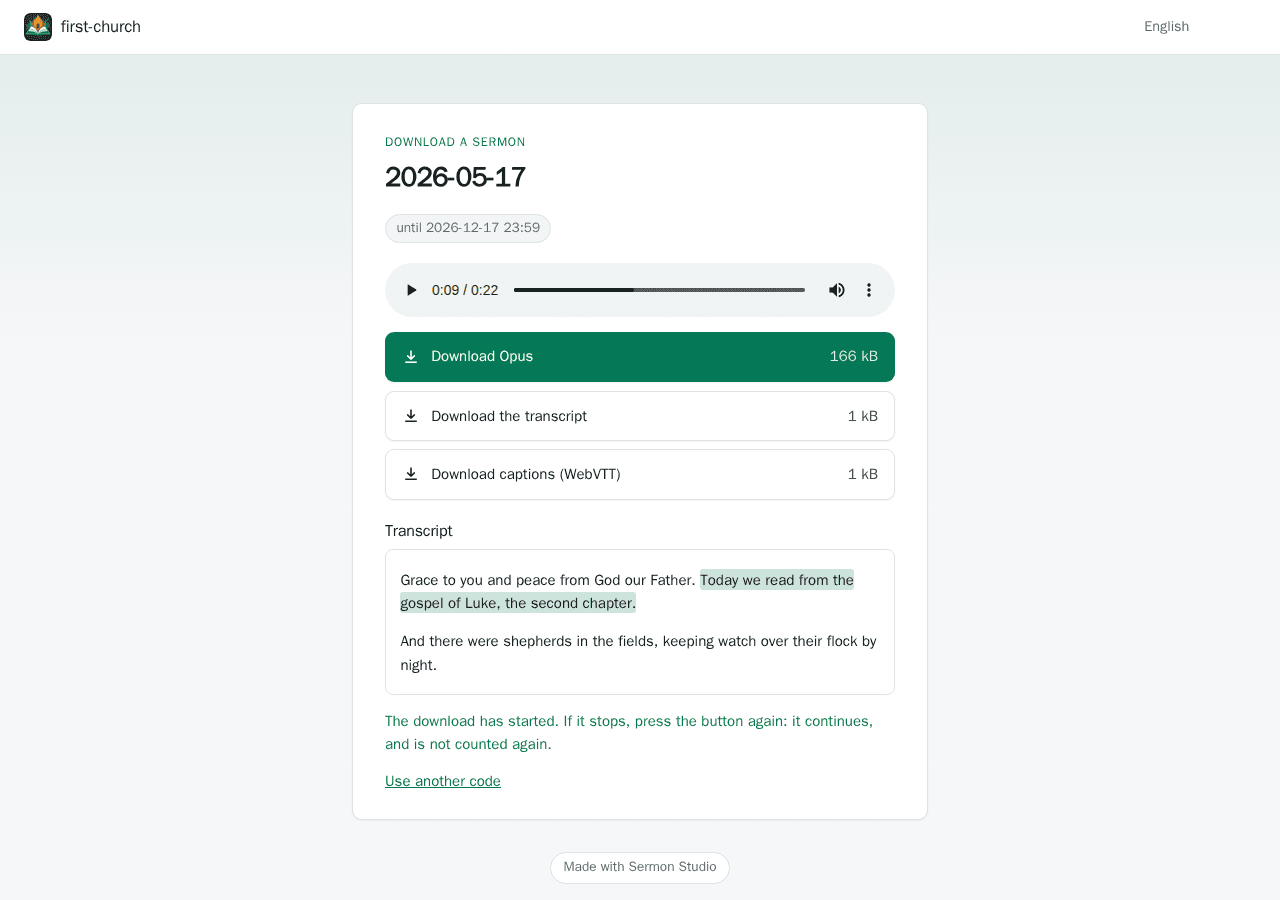 first-church
English
DOWNLOAD A SERMON
2026-05-17
until 2026-12-17 23:59
0:09 / 0:22
Download Opus 166 kB
Download the transcript 1 kB
Download captions (WebVTT) 1 kB
Transcript
Grace to you and peace from God our Father. Today we read from the
gospel of Luke, the second chapter.
And there were shepherds in the fields, keeping watch over their flock by
night.
The download has started. If it stops, press the button again: it continues,
and is not counted again.
Use another code
Made with Sermon Studio